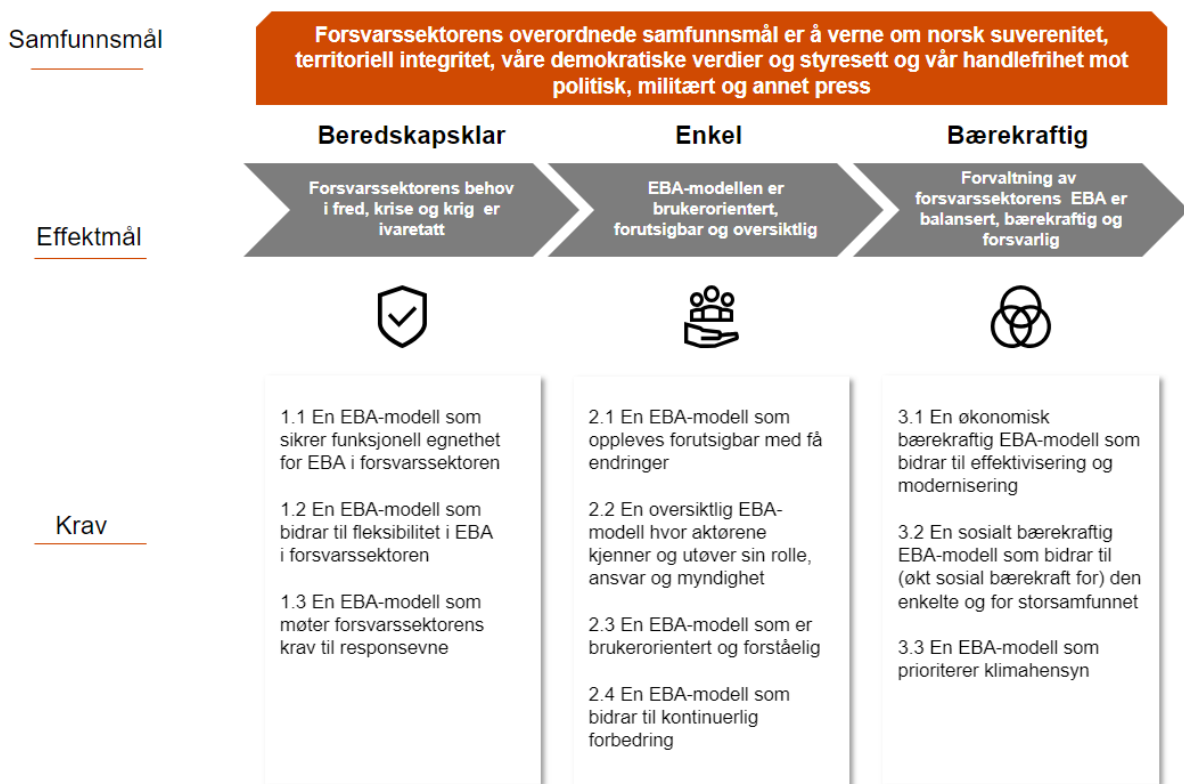 Samfunnsmål
Forsvarssektorens overordnede samfunnsmål er å verne om norsk suverenitet,
territoriell integritet, våre demokratiske verdier og styresett og vår handlefrihet mot
politisk, militært og annet press
Beredskapsklar
Enkel
Bærekraftig
Effektmål
Forsvarssektorens behov
i fred, krise og krig er
ivaretatt
EBA-modellen er
brukerorientert,
forutsigbar og oversiktlig
Forvaltning av
forsvarssektorens EBA er
balansert, bærekraftig og
forsvarlig
Krav
1.1 En EBA-modell som
sikrer funksjonell egnethet
for EBA i forsvarssektoren
1.2 En EBA-modell som
bidrar til fleksibilitet i EBA
i forsvarssektoren
1.3 En EBA-modell som
møter forsvarssektorens
krav til responsevne
2.1 En EBA-modell som
oppleves forutsigbar med få
endringer
2.2 En oversiktlig EBA-
modell hvor aktørene
kjenner og utøver sin rolle,
ansvar og myndighet
2.3 En EBA-modell som er
brukerorientert og forståelig
2.4 En EBA-modell som
bidrar til kontinuerlig
forbedring
3.1 En økonomisk
bærekraftig EBA-modell som
bidrar til effektivisering og
modernisering
3.2 En sosialt bærekraftig
EBA-modell som bidrar til
(økt sosial bærekraft for) den
enkelte og for storsamfunnet
3.3 En EBA-modell som
prioriterer klimahensyn